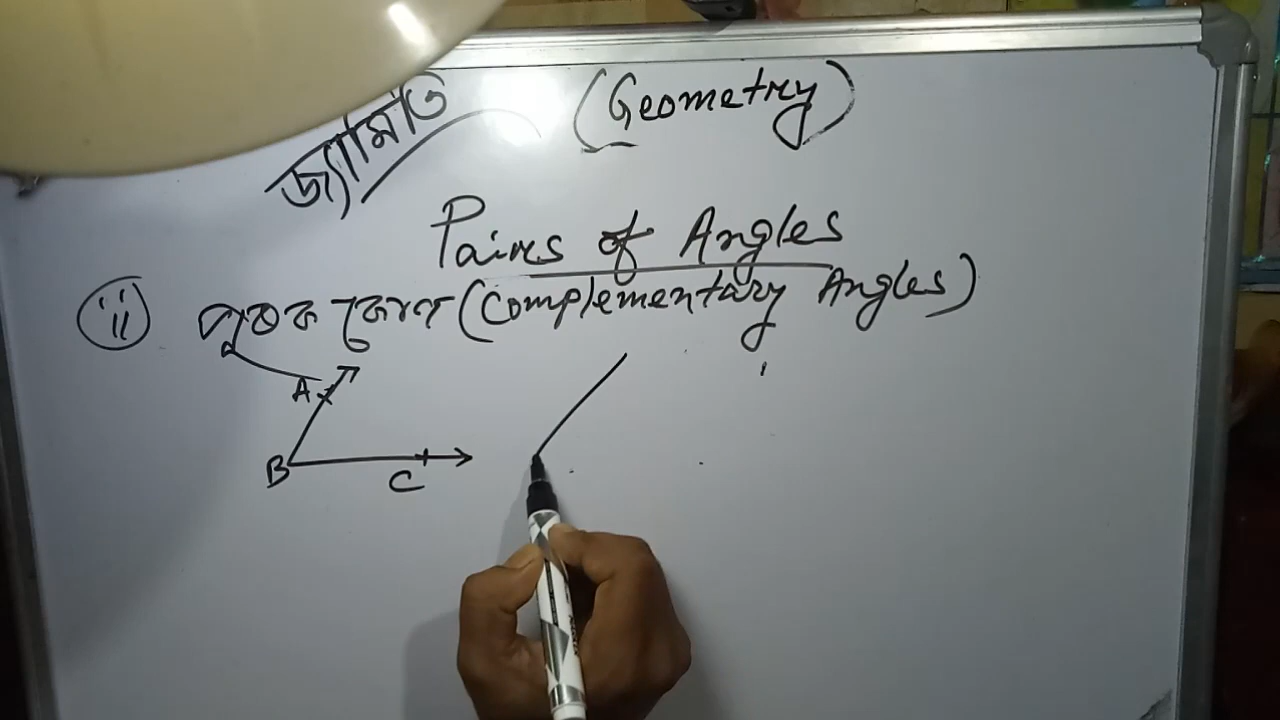 জ্যামিতি (Geometry)
Pairs of Angles
(ii) পূরক কোণ (Complementary Angles)
A
B
C